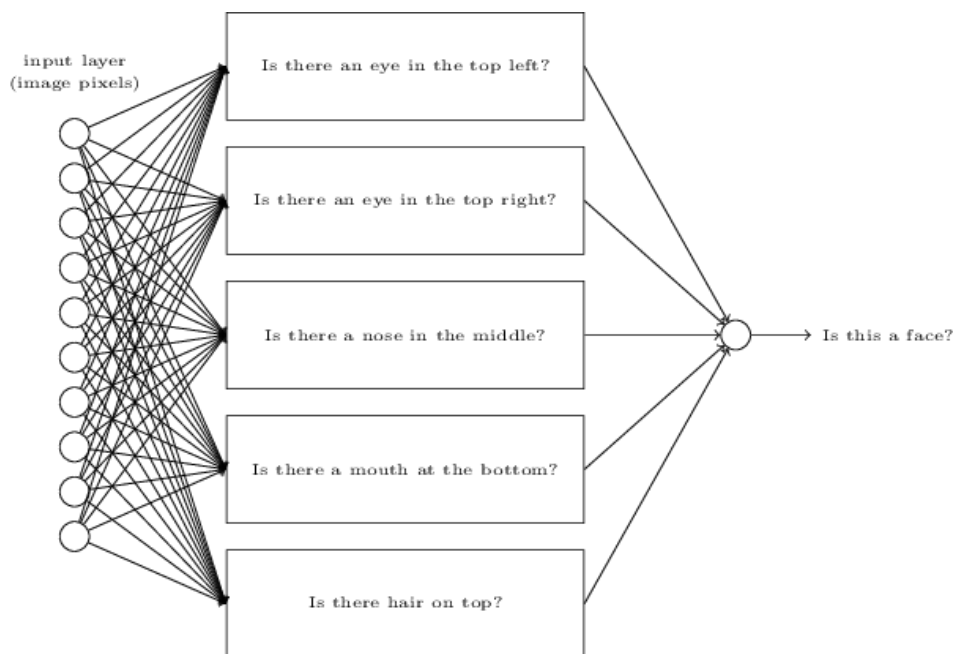 input layer
(image pixels)
Is there an eye in the top left?
Is there an eye in the top right?
Is there a nose in the middle?
Is there a mouth at the bottom?
Is there hair on top?
Is this a face?